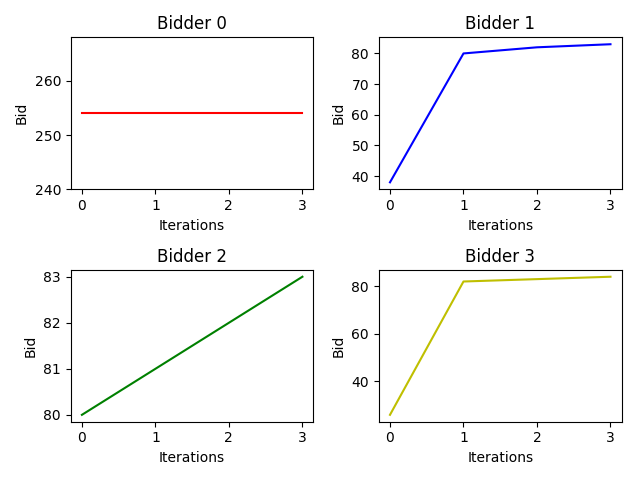 Bidder 0
Bid
260
250
240
0 1 2 3
Iterations
Bidder 1
Bid
80
70
60
50
40
0 1 2 3
Iterations
Bidder 2
Bid
83
82
81
80
0 1 2 3
Iterations
Bidder 3
Bid
80
60
40
0 1 2 3
Iterations